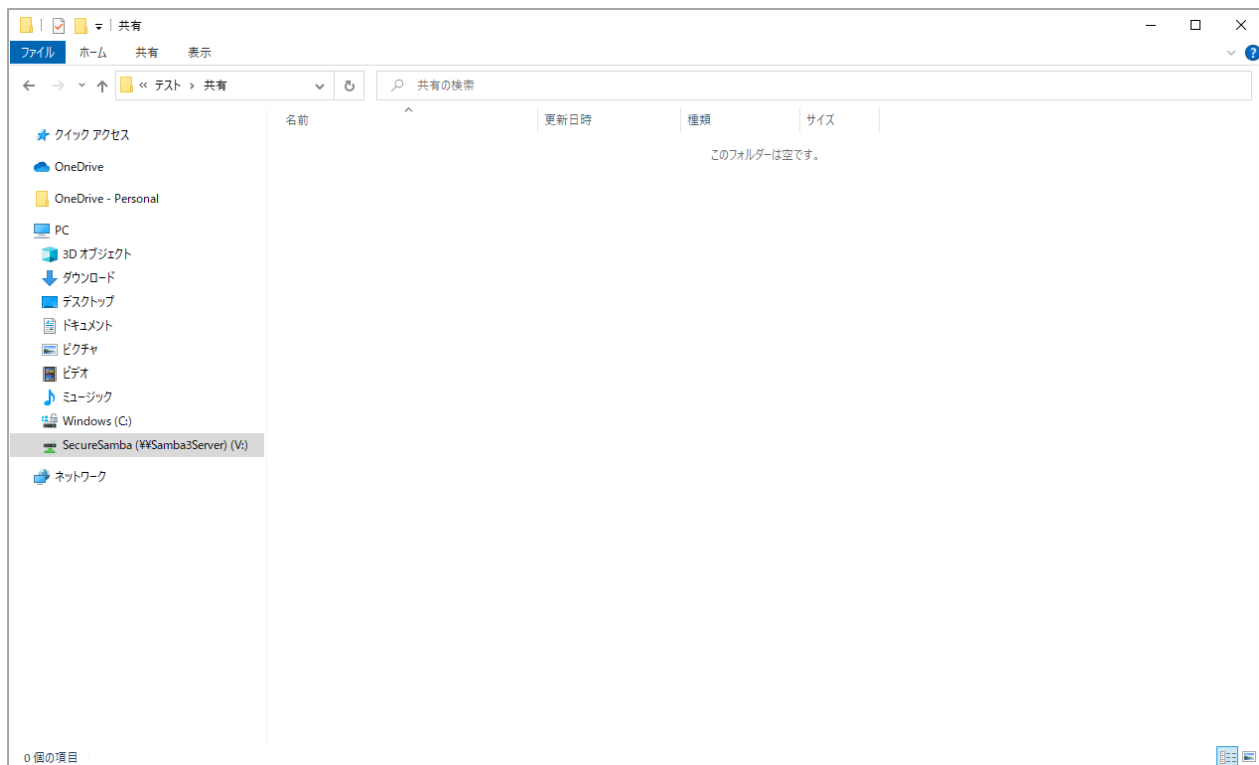 共有
ファイル ホーム 共有 表示
« テスト › 共有 共有の検索
名前 更新日時 種類 サイズ
このフォルダーは空です。
クイック アクセス
OneDrive
OneDrive - Personal
PC
3D オブジェクト
ダウンロード
デスクトップ
ドキュメント
ピクチャ
ビデオ
ミュージック
Windows (C:)
SecureSamba (¥¥Samba3Server) (V:)
ネットワーク
0 個の項目